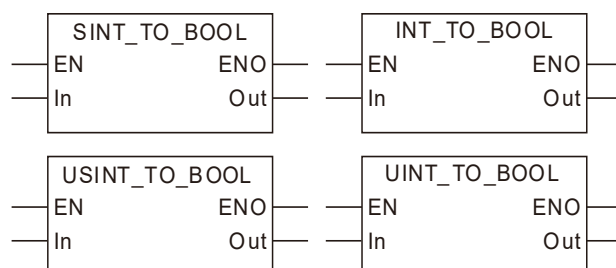 SINT_TO_BOOL
EN ENO
In Out
INT_TO_BOOL
EN ENO
In Out
USINT_TO_BOOL
EN ENO
In Out
UINT_TO_BOOL
EN ENO
In Out